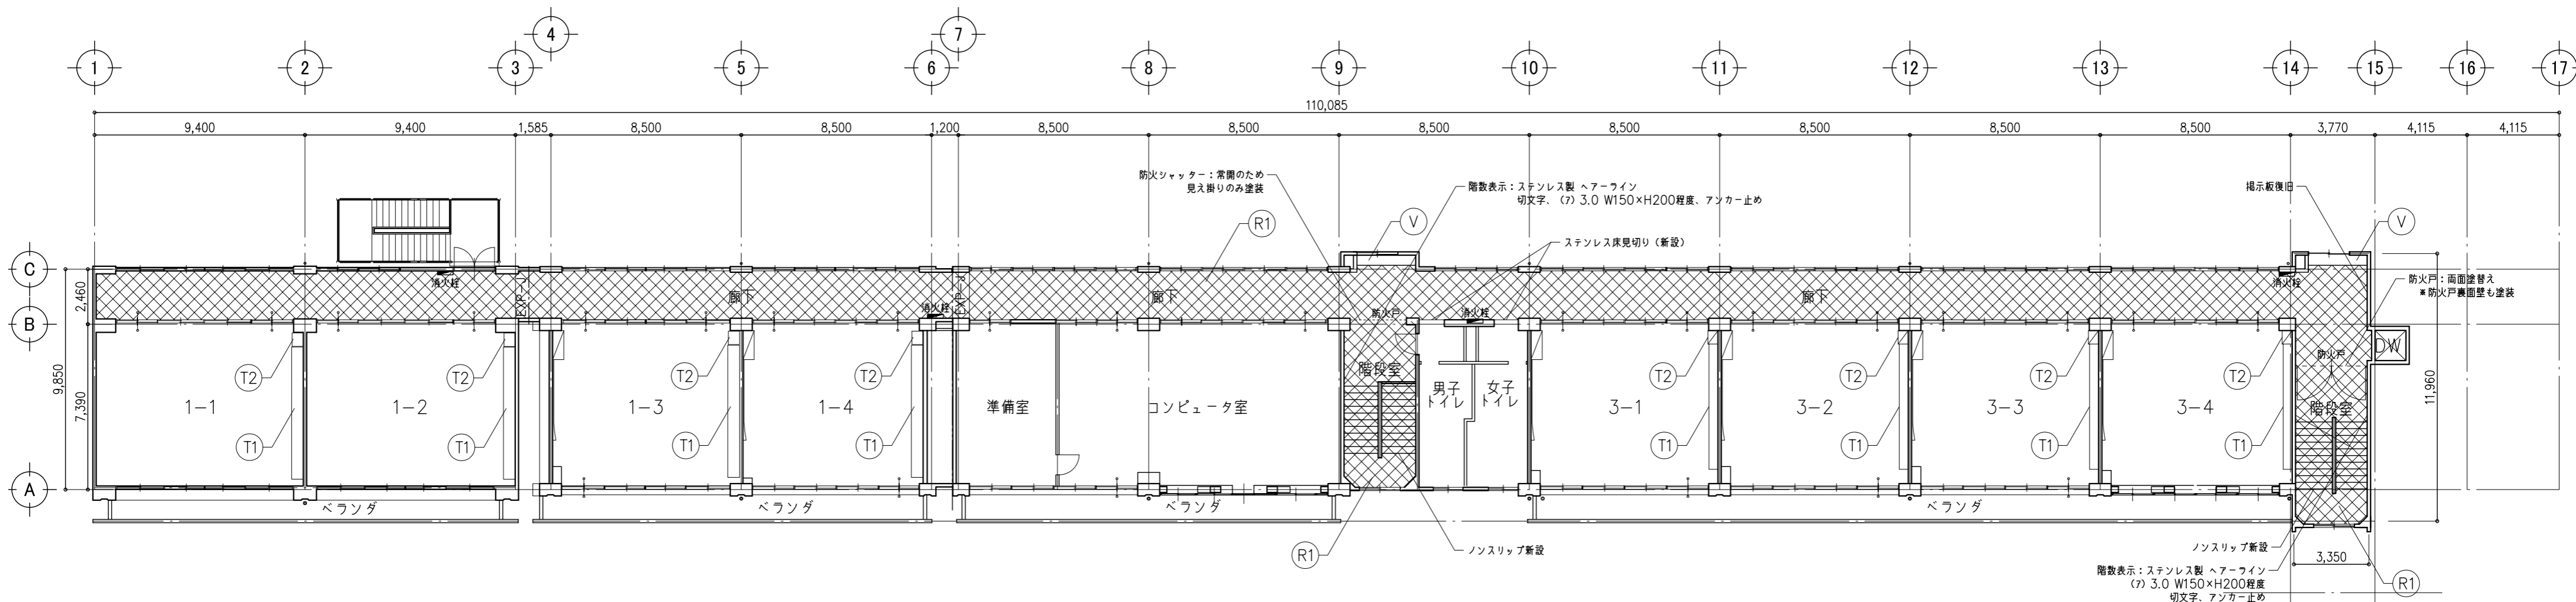 4
7
1
2
3
5
6
8
9
10
11
12
13
14
15
16
17
110,085
9,400
9,400
1,585
8,500
8,500
1,200
8,500
8,500
8,500
8,500
8,500
8,500
8,500
3,770
4,115
4,115
防火シャッター：常開のため
見え掛りのみ塗装
階数表示：ステンレス製 ヘアーライン
切文字、(ｱ) 3.0 W150×H200程度、アンカー止め
掲示板復旧
R1
V
V
ステンレス床見切り（新設）
C
2,460
消火栓
EXP-J
廊下
消火栓
EXP-J
廊下
廊下
消火栓
防火戸：両面塗替え
※防火戸裏面壁も塗装
B
防火戸
消火栓
9,850
7,390
11,960
防火戸
DW
T2
T2
T2
T2
T2
T2
T2
T2
階段室
1-1
1-2
1-3
1-4
準備室
コンピュータ室
男子
トイレ
女子
トイレ
3-1
3-2
3-3
3-4
階段室
T1
T1
T1
T1
T1
T1
T1
T1
A
ベランダ
ベランダ
ベランダ
ベランダ
R1
ノンスリップ新設
ノンスリップ新設
3,350
階数表示：ステンレス製 ヘアーライン
(ｱ) 3.0 W150×H200程度
切文字、アンカー止め
R1